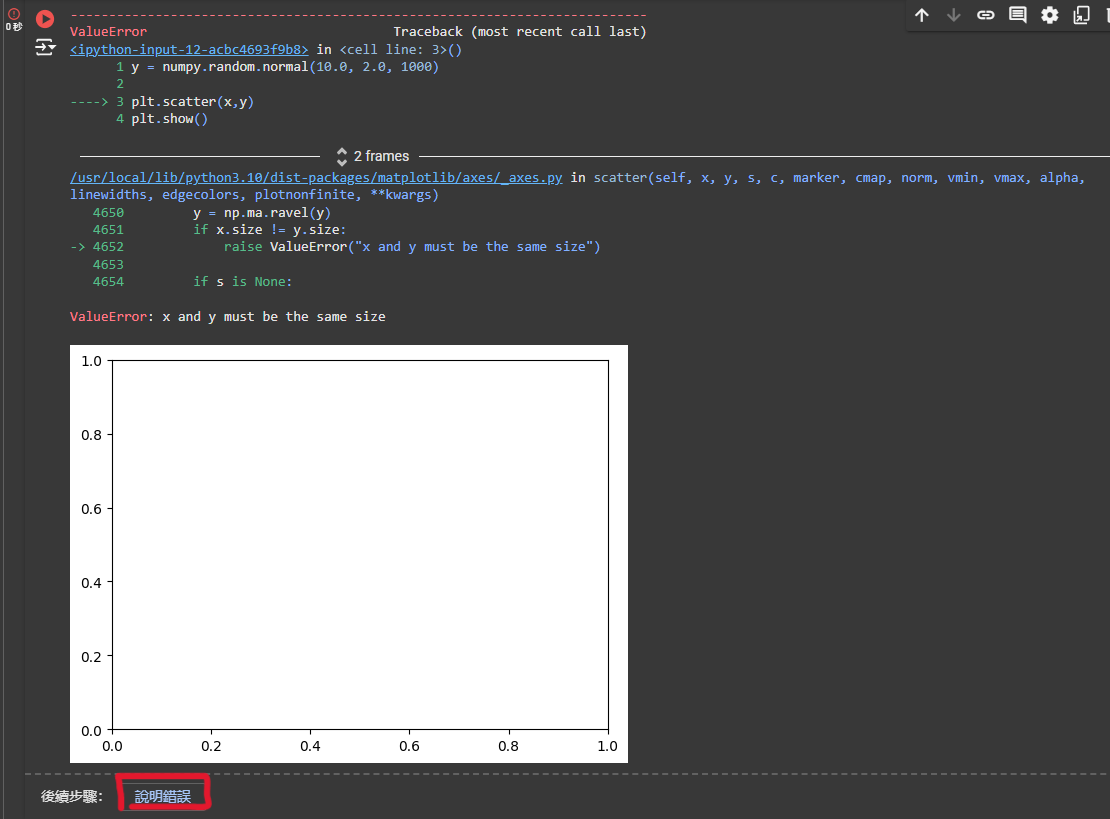 0 秒
---------------------------------------------------------------------------
ValueError                                Traceback (most recent call last)
<ipython-input-12-acbc4693f9b8> in <cell line: 3>()
      1 y = numpy.random.normal(10.0, 2.0, 1000)
      2
----> 3 plt.scatter(x,y)
      4 plt.show()
2 frames
/usr/local/lib/python3.10/dist-packages/matplotlib/axes/_axes.py in scatter(self, x, y, s, c, marker, cmap, norm, vmin, vmax, alpha,
linewidths, edgecolors, plotnonfinite, **kwargs)
   4650         y = np.ma.ravel(y)
   4651         if x.size != y.size:
-> 4652             raise ValueError("x and y must be the same size")
   4653
   4654         if s is None:
ValueError: x and y must be the same size
1.0
0.8
0.6
0.4
0.2
0.0
0.0 0.2 0.4 0.6 0.8 1.0
後續步驟: 說明錯誤